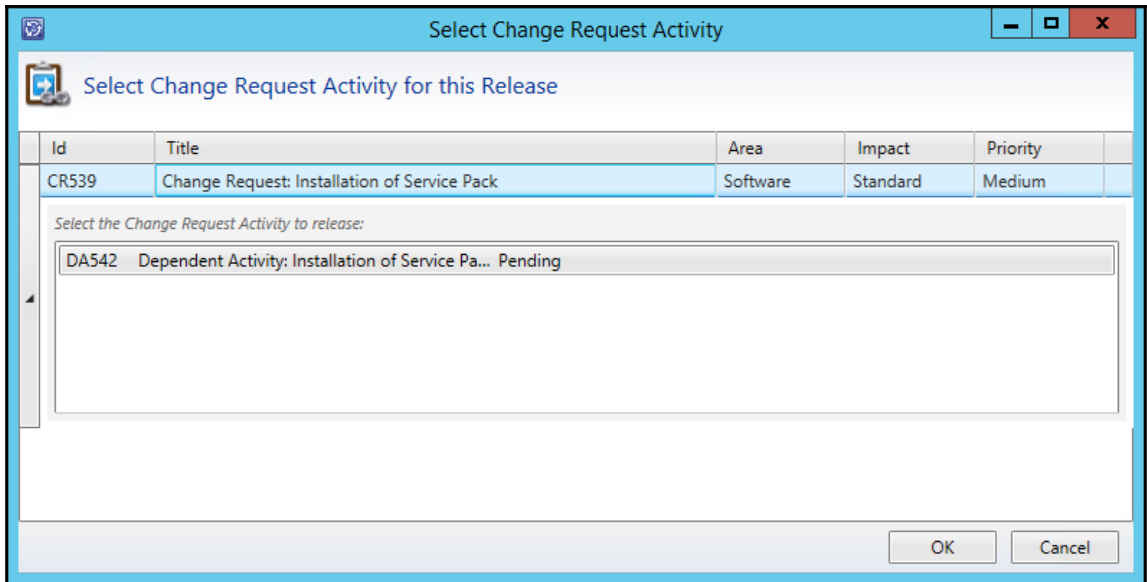 Select Change Request Activity
Select Change Request Activity for this Release
Id Title Area Impact Priority
CR539 Change Request: Installation of Service Pack Software Standard Medium
Select the Change Request Activity to release:
DA542 Dependent Activity: Installation of Service Pa... Pending
OK Cancel